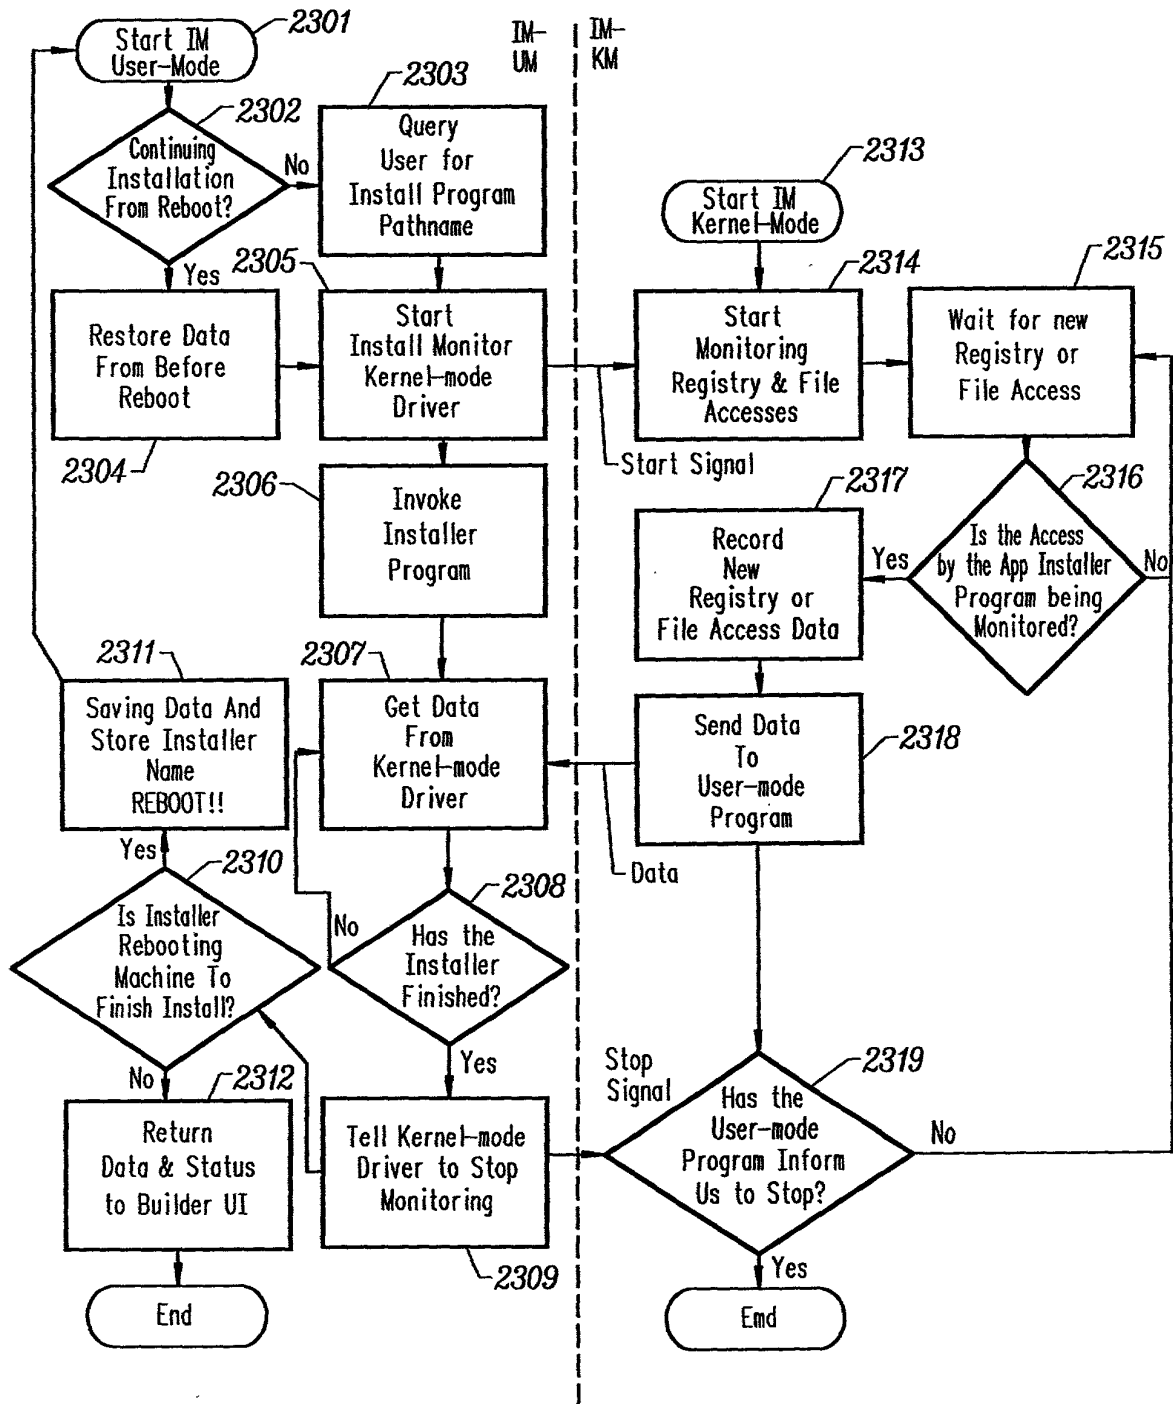 Start IM
User-Mode
2301
IM-
UM
IM-
KM
2302
Continuing
Installation
From Reboot?
No
Yes
2303
Query
User for
Install Program
Pathname
2313
Start IM
Kernel-Mode
Restore Data
From Before
Reboot
2304
2305
Start
Install Monitor
Kernel-mode
Driver
Start Signal
2314
Start
Monitoring
Registry & File
Accesses
2315
Wait for new
Registry or
File Access
2306
Invoke
Installer
Program
2317
Record
New
Registry or
File Access Data
Yes
2316
Is the Access
by the App Installer
Program being
Monitored?
No
2311
Saving Data And
Store Installer
Name
REBOOT!!
Yes
2307
Get Data
From
Kernel-mode
Driver
Send Data
To
User-mode
Program
2318
Data
2310
Is Installer
Rebooting
Machine To
Finish Install?
No
2308
No
Has the
Installer
Finished?
Yes
2312
Return
Data & Status
to Builder UI
Tell Kernel-mode
Driver to Stop
Monitoring
2309
Stop
Signal
2319
Has the
User-mode
Program Inform
Us to Stop?
No
Yes
End
Emd